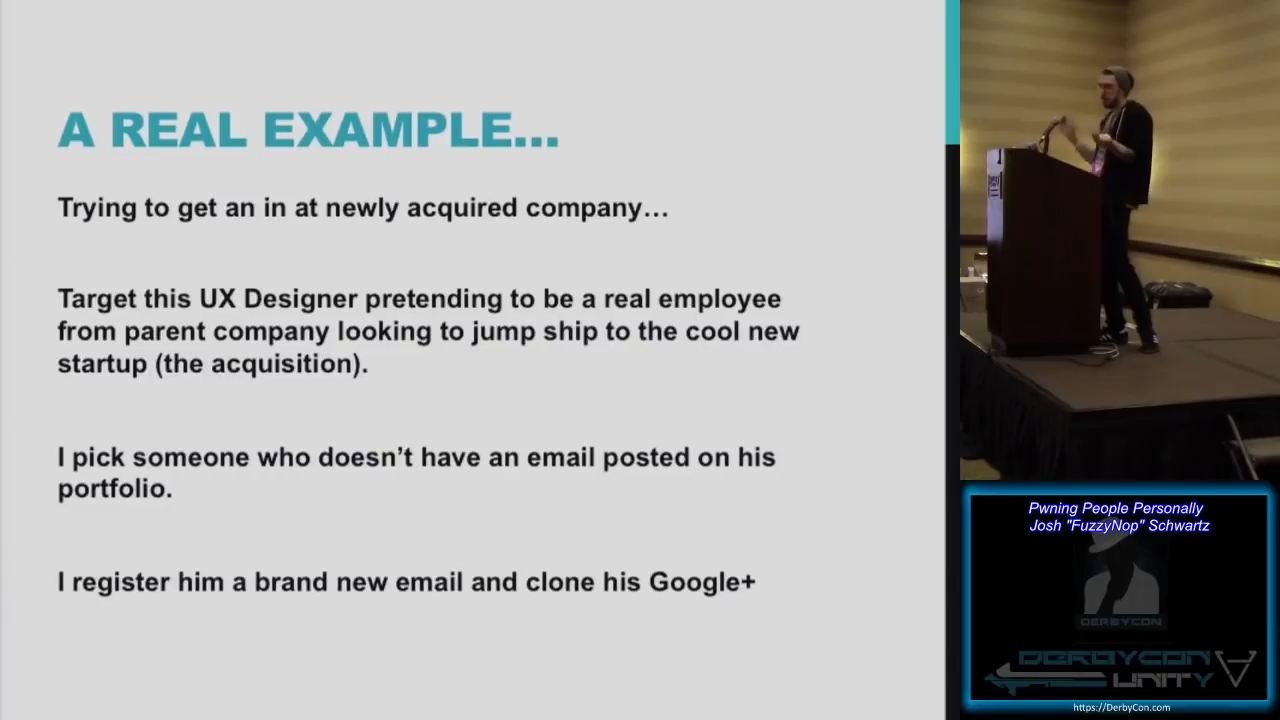 A REAL EXAMPLE...
Trying to get an in at newly acquired company…
Target this UX Designer pretending to be a real employee
from parent company looking to jump ship to the cool new
startup (the acquisition).
I pick someone who doesn’t have an email posted on his
portfolio.
I register him a brand new email and clone his Google+
Pwning People Personally
Josh "FuzzyNop" Schwartz
DERBYCON
DERBYCON
UNITY
https://DerbyCon.com